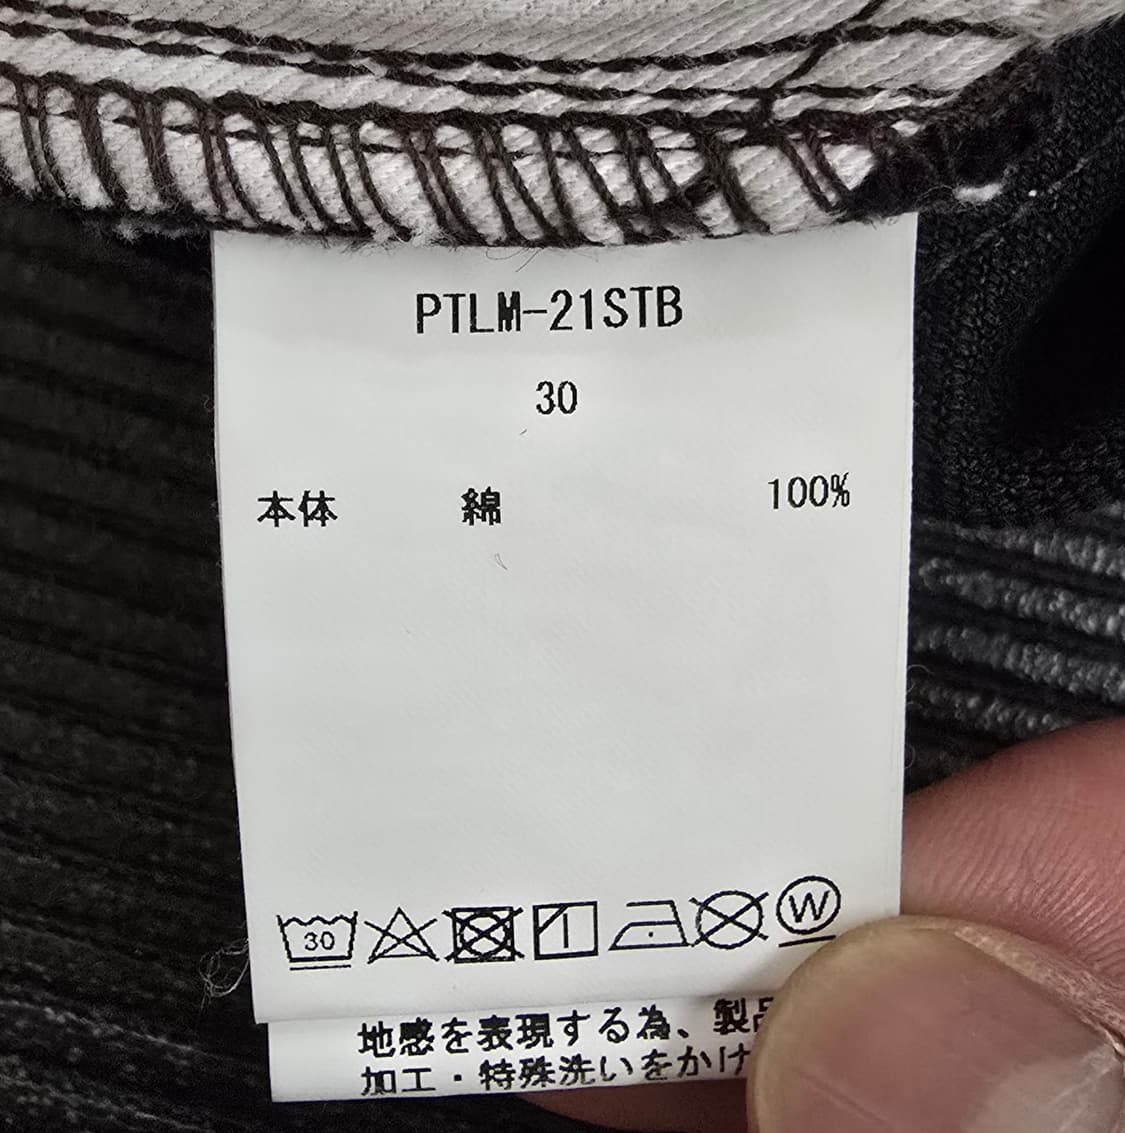 PTLM-21STB
30
本体 綿 100%
30
W
地感を表現する為、製品
加工・特殊洗いをかけ